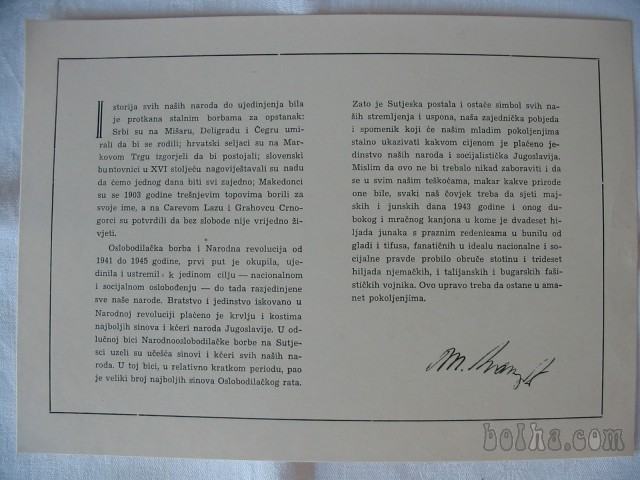 Istorija svih naših naroda do ujedinjenja bila
je protkana stalnim borbama za opstanak:
Srbi su na Mišaru, Deligradu i Čegru umi-
rali da bi se rodili; hrvatski seljaci su na Mar-
kovom Trgu izgorjeli da bi postojali; slovenski
buntovnici u XVI stoljeću nagovještavali su nadu
da ćemo jednog dana biti svi zajedno; Makedonci
su se 1903 godine trešnjevim topovima borili za
svoje ime, a na Carevom Lazu i Grahovcu Crno-
gorci su potvrdili da bez slobode nije vrijedno ži-
vjeti.
Oslobodilačka borba i Narodna revolucija od
1941 do 1945 godine, prvi put je okupila, uje-
dinila i ustremila k jedinom cilju — nacionalnom
i socijalnom oslobođenju — do tada razjedinjene
sve naše narode. Bratstvo i jedinstvo iskovano u
Narodnoj revoluciji plaćeno je krvlju i kostima
najboljih sinova i kćeri naroda Jugoslavije. U od-
lučnoj bici Narodnooslobodilačke borbe na Sutje-
sci uzeli su učešća sinovi i kćeri svih naših na-
roda. U toj bici, u relativno kratkom periodu, pao
je veliki broj najboljih sinova Oslobodilačkog rata.
Zato je Sutjeska postala i ostaće simbol svih na-
ših stremljenja i uspona, naša zajednička pobjeda
i spomenik koji će našim mladim pokoljenjima
stalno ukazivati kakvom cijenom je plaćeno je-
dinstvo naših naroda i socijalistička Jugoslavija.
Mislim da ovo ne bi trebalo nikad zaboraviti i da
se u svim našim teškoćama, makar kakve prirode
one bile, svaki naš čovjek treba da sjeti maj-
skih i junskih dana 1943 godine i onog du-
bokog i mračnog kanjona u kome je dvadeset hi-
ljada junaka s praznim redenicama u bunilu od
gladi i tifusa, fanatičnih u idealu nacionalne i so-
cijalne pravde probilo obruče stotinu i trideset
hiljada njemačkih, i talijanskih i bugarskih faši-
stičkih vojnika. Ovo upravo treba da ostane u ama-
net pokoljenjima.
bolha.com